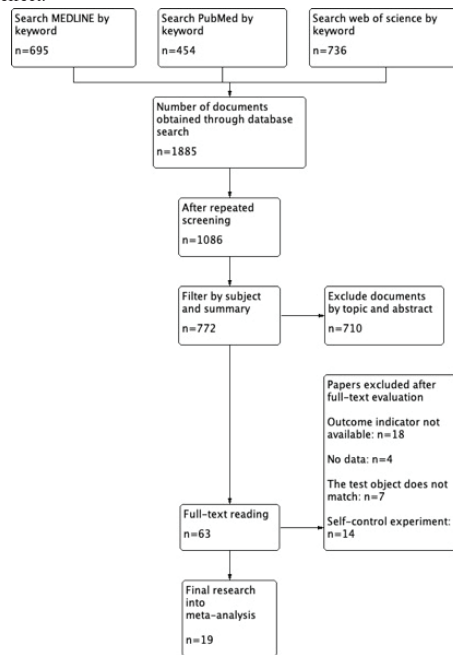 Search MEDLINE by
keyword
n=695
Search PubMed by
keyword
n=454
Search web of science by
keyword
n=736
Number of documents
obtained through database
search
n=1885
After repeated
screening
n=1086
Filter by subject
and summary
n=772
Exclude documents
by topic and abstract
n=710
Papers excluded after
full-text evaluation
Outcome indicator not
available: n=18
No data: n=4
The test object does not
match: n=7
Self-control experiment:
n=14
Full-text reading
n=63
Final research
into
meta-analysis
n=19